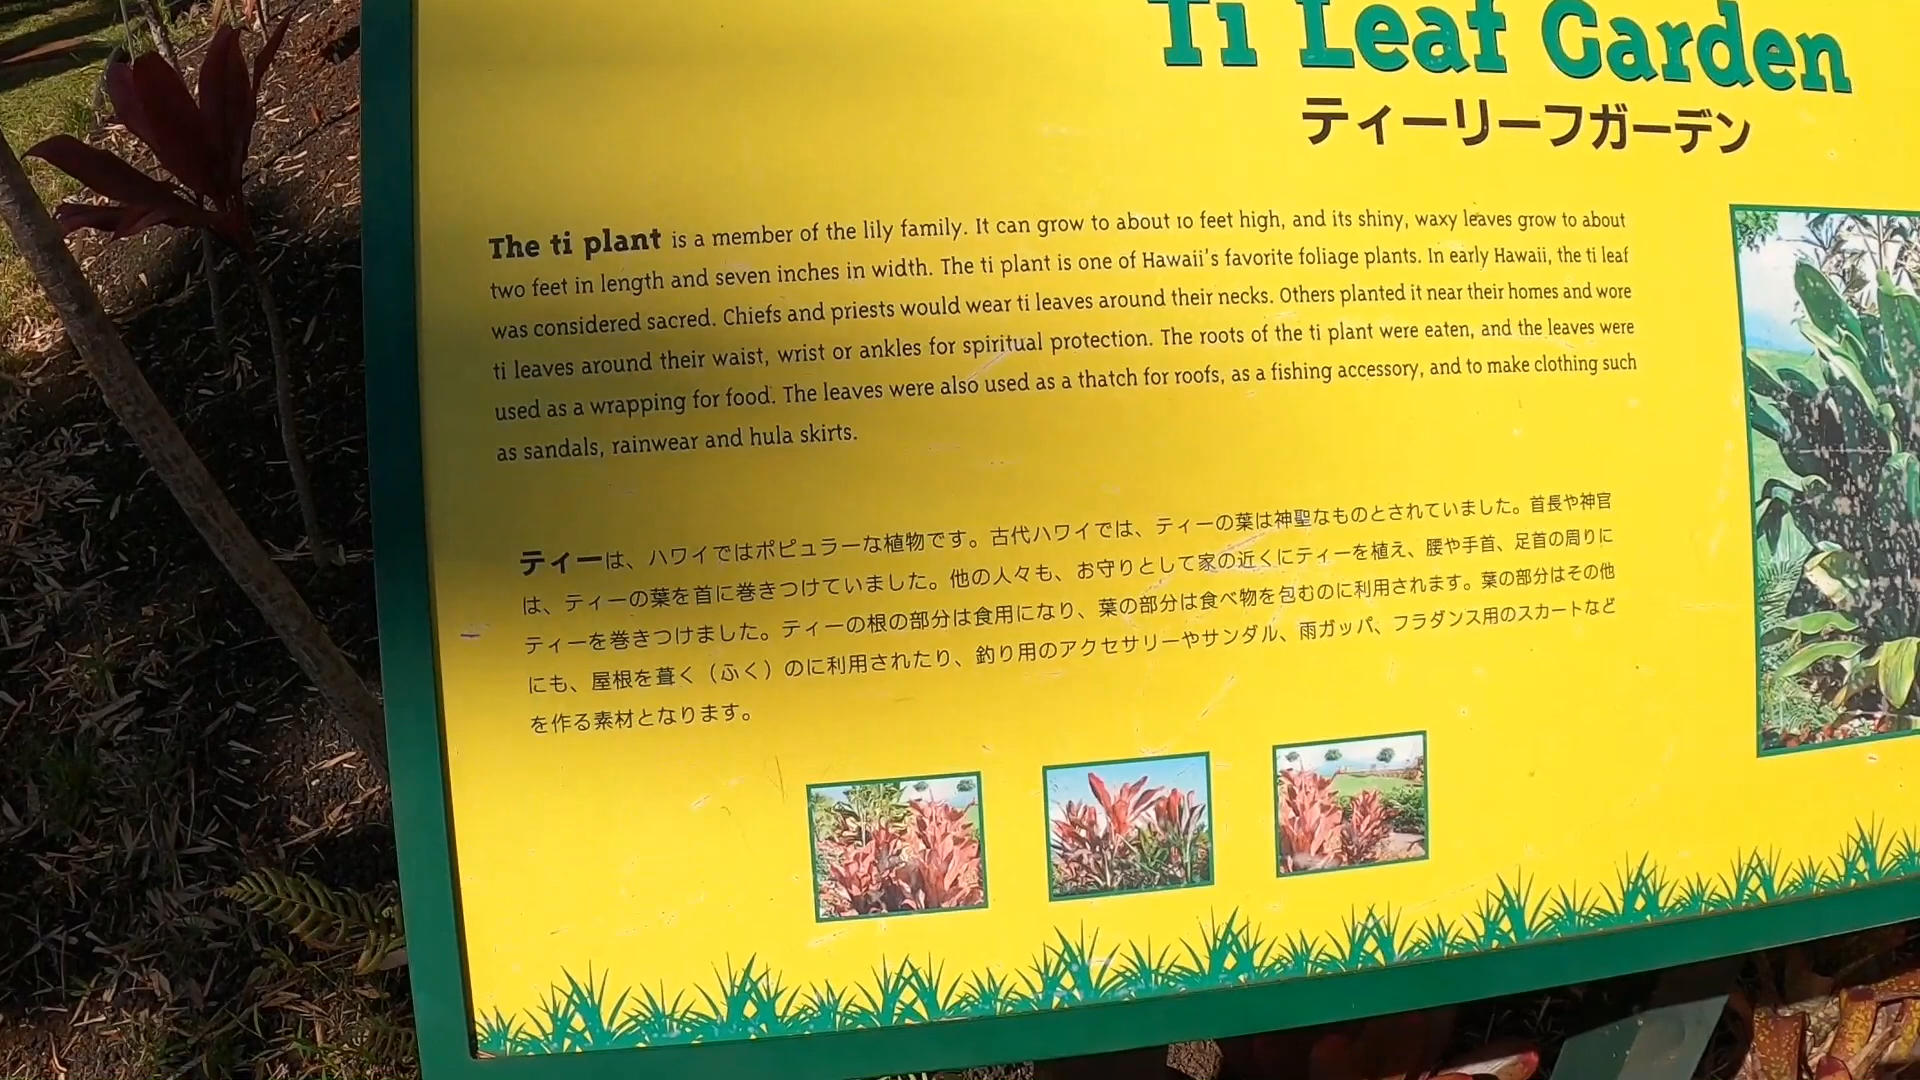 Ti Leaf Garden
ティーリーフガーデン
The ti plant is a member of the lily family. It can grow to about 10 feet high, and its shiny, waxy leaves grow to about
two feet in length and seven inches in width. The ti plant is one of Hawaii's favorite foliage plants. In early Hawaii, the ti leaf
was considered sacred. Chiefs and priests would wear ti leaves around their necks. Others planted it near their homes and wore
ti leaves around their waist, wrist or ankles for spiritual protection. The roots of the ti plant were eaten, and the leaves were
used as a wrapping for food. The leaves were also used as a thatch for roofs, as a fishing accessory, and to make clothing such
as sandals, rainwear and hula skirts.
ティーは、ハワイではポピュラーな植物です。古代ハワイでは、ティーの葉は神聖なものとされていました。首長や神官
は、ティーの葉を首に巻きつけていました。他の人々も、お守りとして家の近くにティーを植え、腰や手首、足首の周りに
ティーを巻きつけました。ティーの根の部分は食用になり、葉の部分は食べ物を包むのに利用されます。葉の部分はその他
にも、屋根を葺く（ふく）のに利用されたり、釣り用のアクセサリーやサンダル、雨ガッパ、フラダンス用のスカートなど
を作る素材となります。